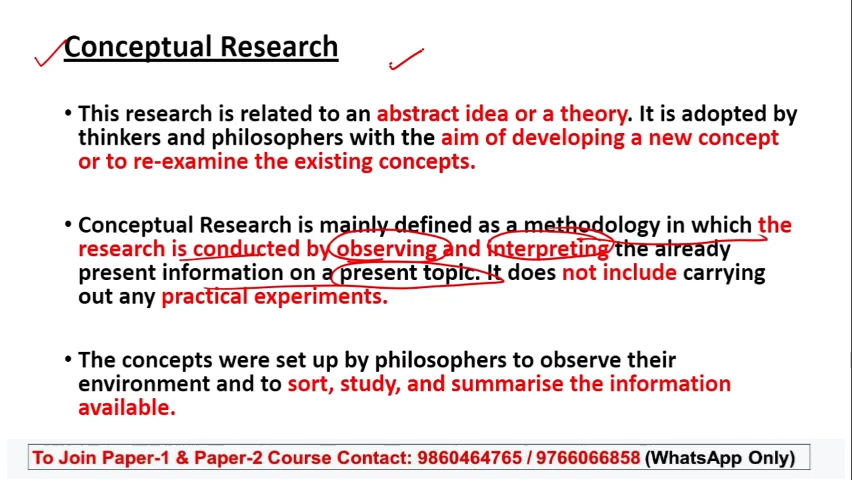 Conceptual Research
• This research is related to an abstract idea or a theory. It is adopted by
thinkers and philosophers with the aim of developing a new concept
or to re-examine the existing concepts.
• Conceptual Research is mainly defined as a methodology in which the
research is conducted by observing and interpreting the already
present information on a present topic. It does not include carrying
out any practical experiments.
• The concepts were set up by philosophers to observe their
environment and to sort, study, and summarise the information
available.
To Join Paper-1 & Paper-2 Course Contact: 9860464765 / 9766066858 (WhatsApp Only)